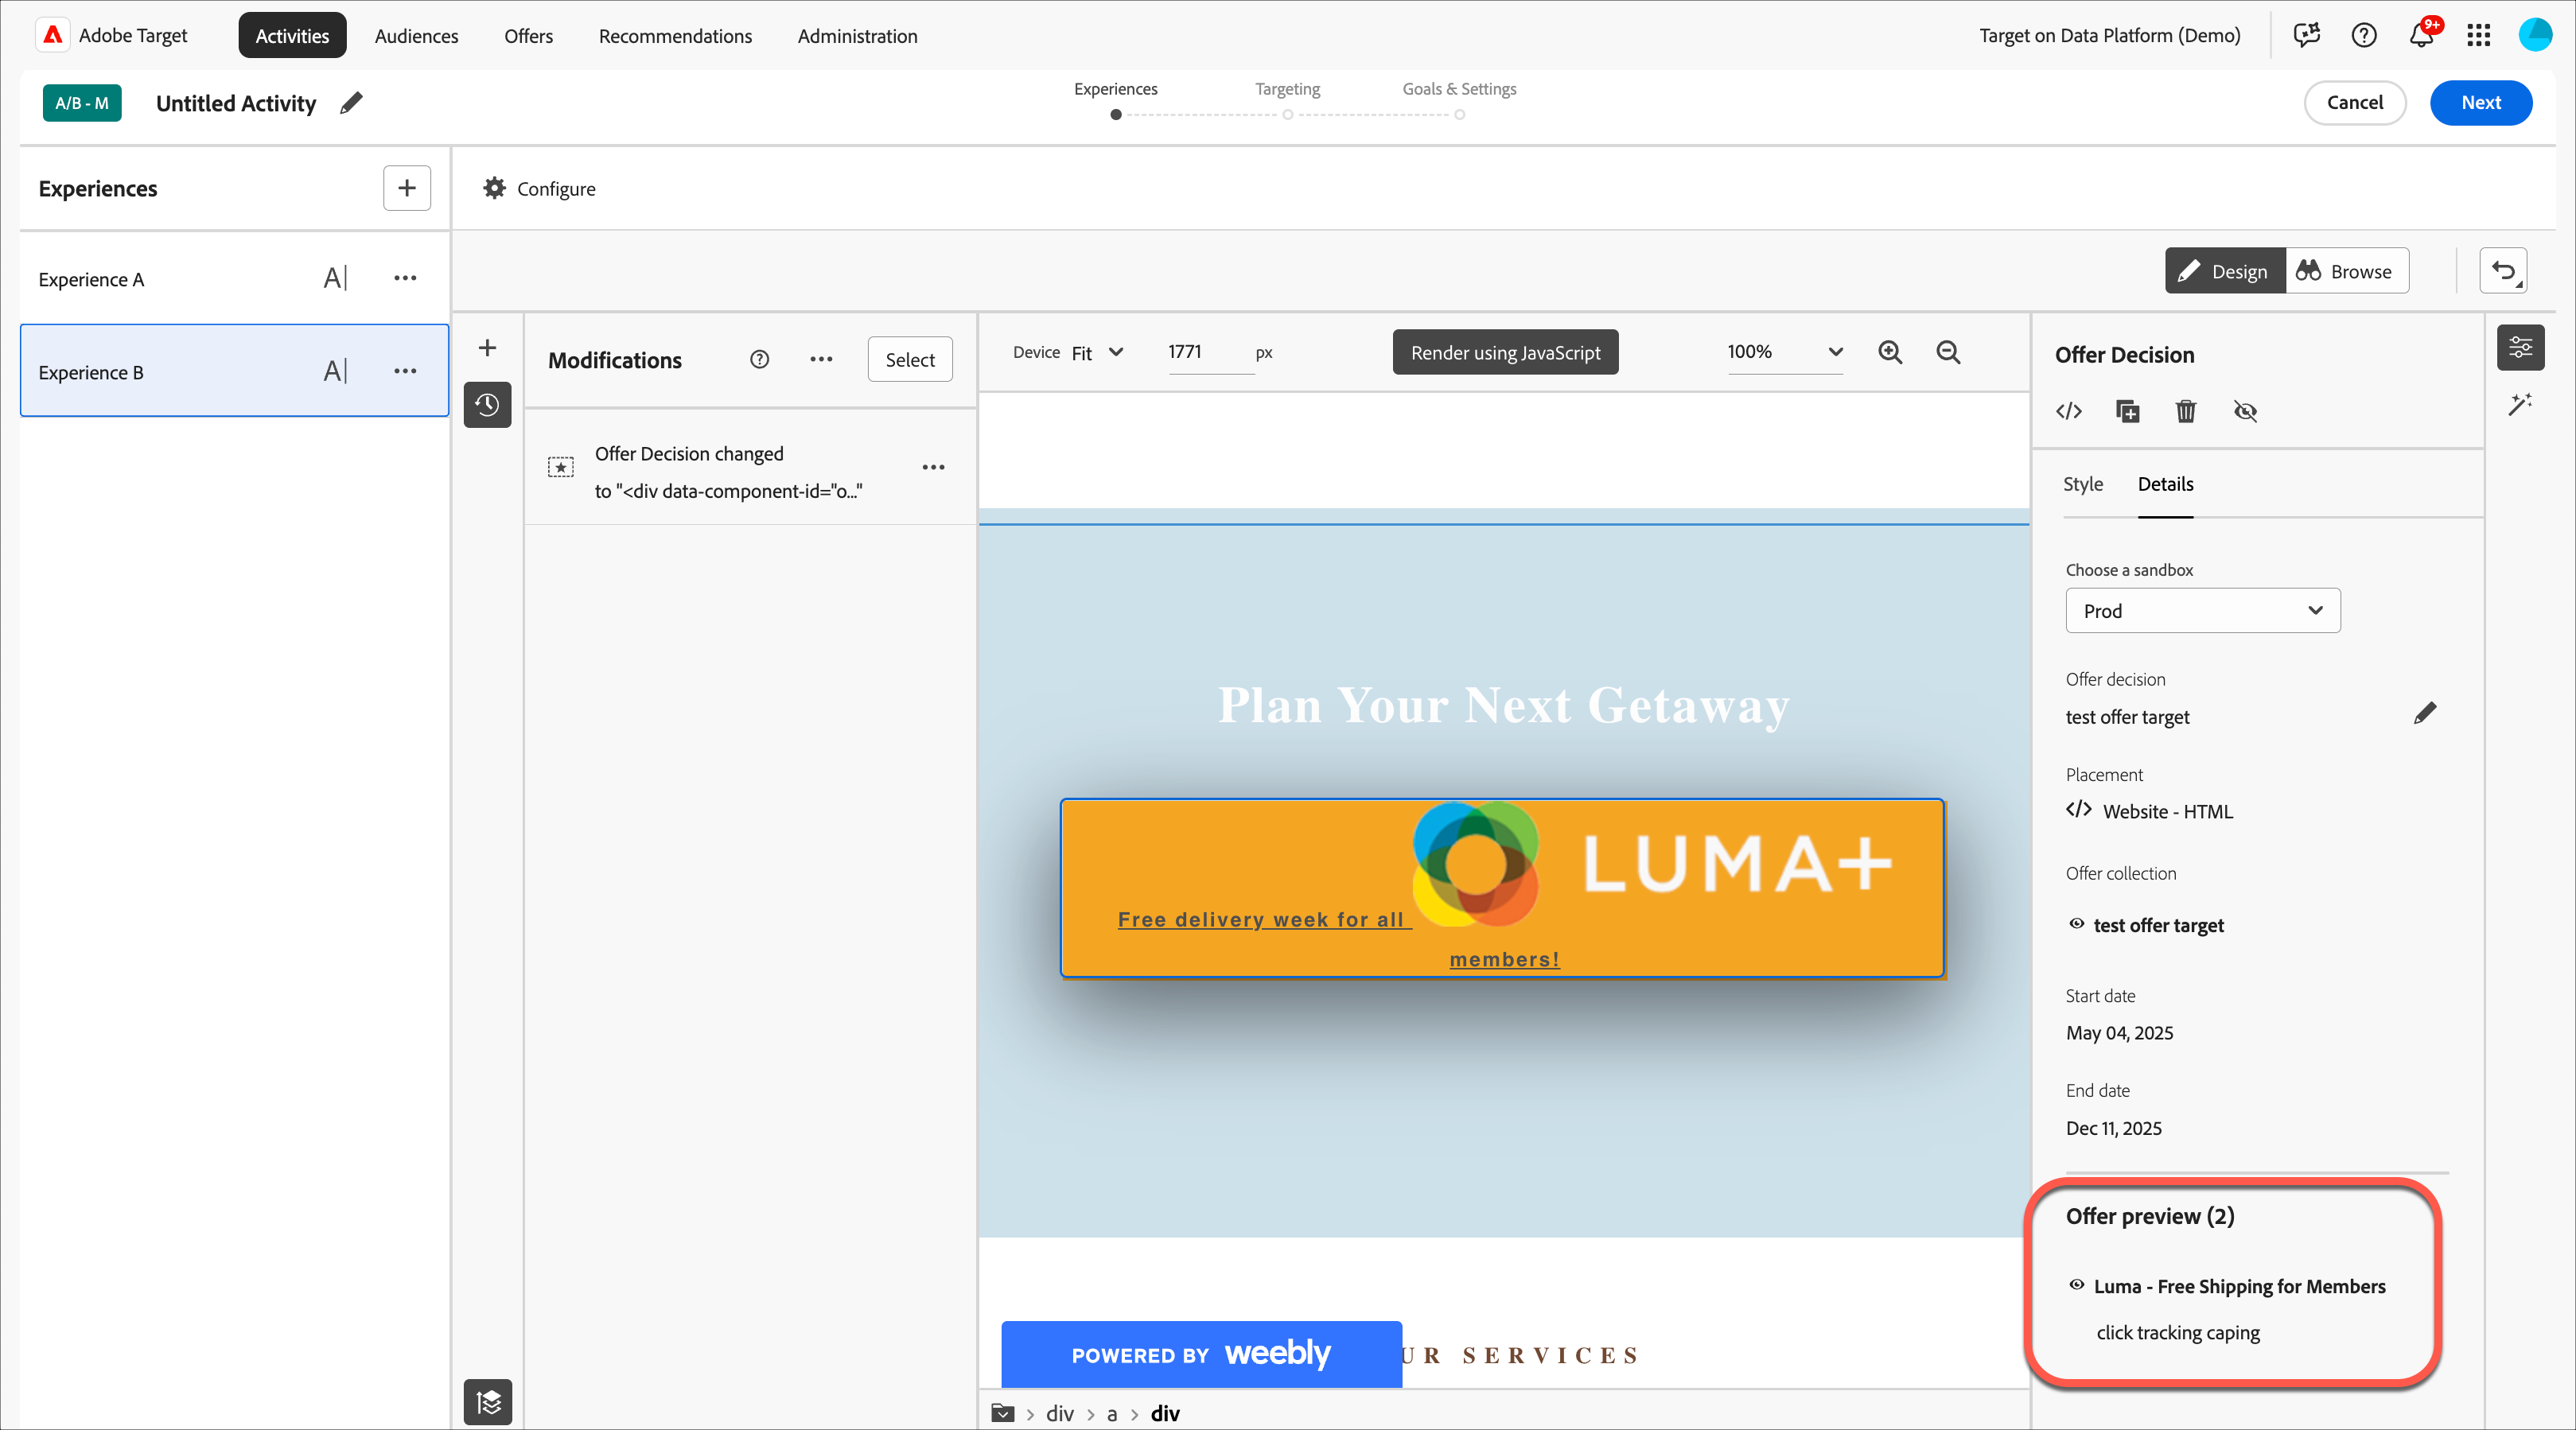 Adobe Target
Activities
Audiences
Offers
Recommendations
Administration
Target on Data Platform (Demo)
9+
A/B - M
Untitled Activity
Experiences
Targeting
Goals & Settings
Cancel
Next
Experiences
Configure
Experience A
A|
Experience B
A|
Design
Browse
Modifications
Select
Offer Decision changed
to "<div data-component-id="o..."
Device
Fit
1771
px
Render using JavaScript
100%
Plan Your Next Getaway
LUMA+
Free delivery week for all
members!
POWERED BY weebly
UR SERVICES
div
a
div
Offer Decision
Style
Details
Choose a sandbox
Prod
Offer decision
test offer target
Placement
</> Website - HTML
Offer collection
test offer target
Start date
May 04, 2025
End date
Dec 11, 2025
Offer preview (2)
Luma - Free Shipping for Members
click tracking caping